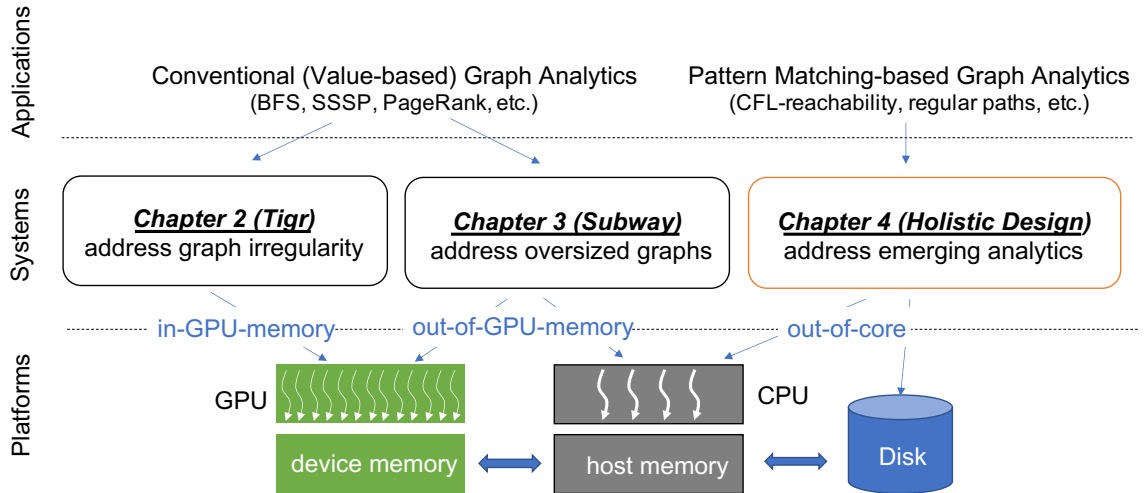 Applications
Conventional (Value-based) Graph Analytics
(BFS, SSSP, PageRank, etc.)
Pattern Matching-based Graph Analytics
(CFL-reachability, regular paths, etc.)
Systems
Chapter 2 (Tigr)
address graph irregularity
Chapter 3 (Subway)
address oversized graphs
Chapter 4 (Holistic Design)
address emerging analytics
in-GPU-memory
out-of-GPU-memory
out-of-core
Platforms
GPU
CPU
device memory
host memory
Disk